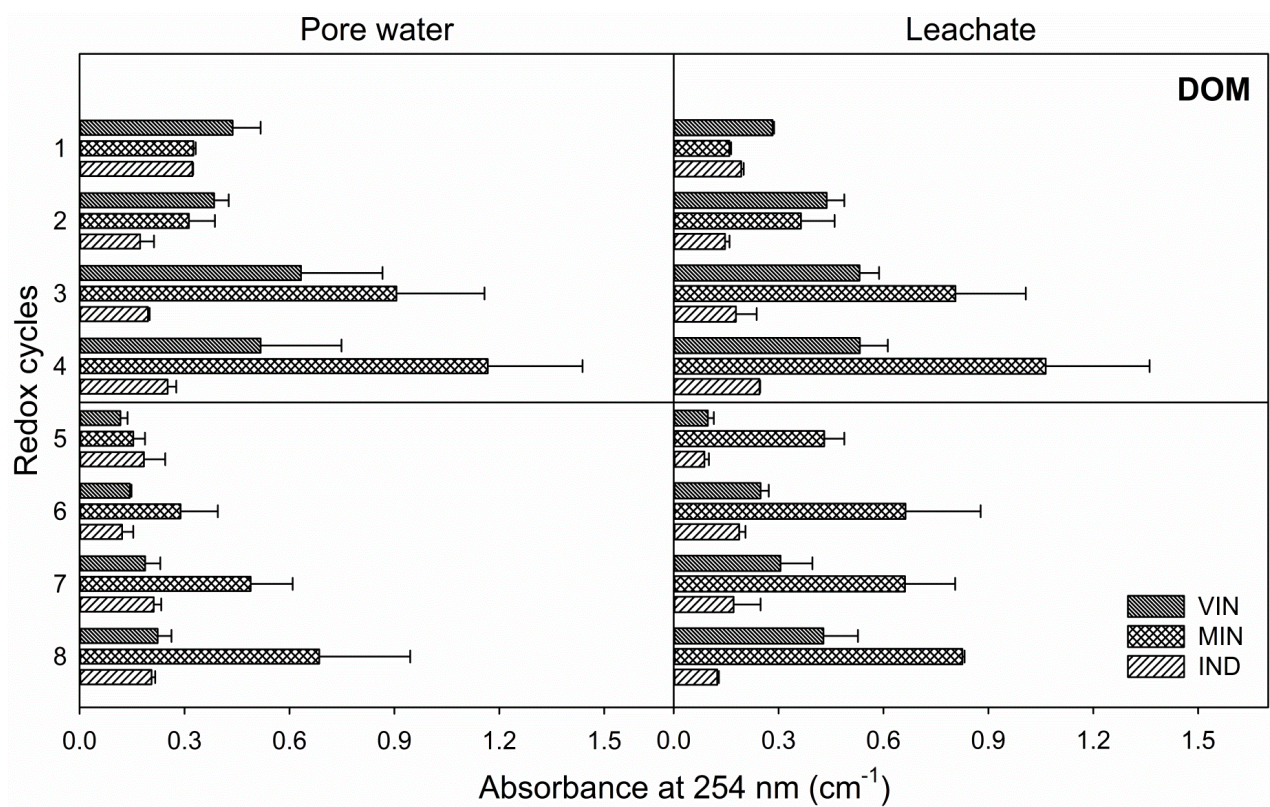 Pore water
Leachate
DOM
Redox cycles
1
2
3
4
5
6
7
8
VIN
MIN
IND
0.0 0.3 0.6 0.9 1.2 1.5 0.0 0.3 0.6 0.9 1.2 1.5
Absorbance at 254 nm (cm⁻¹)